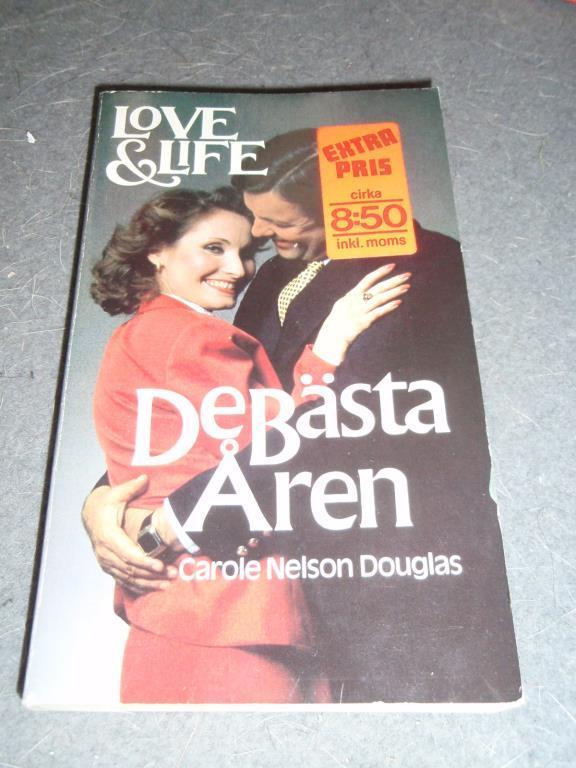 LOVE
& LIFE
EXTRA
PRIS
cirka
8:50
inkl. moms
De Bästa
Åren
Carole Nelson Douglas